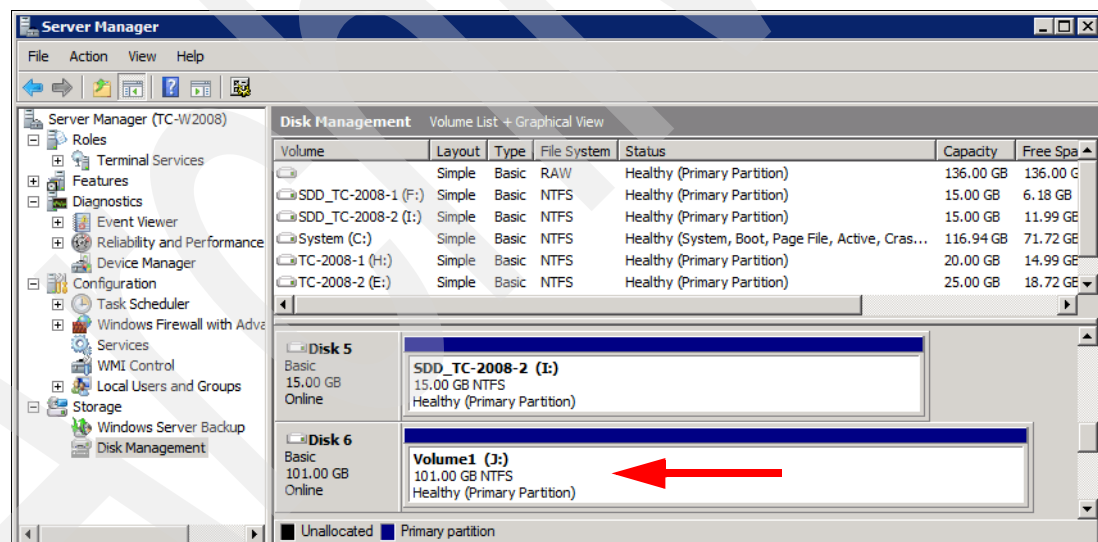 Server Manager
File Action View Help
Server Manager (TC-W2008)
Roles
Terminal Services
Features
Diagnostics
Event Viewer
Reliability and Performance
Device Manager
Configuration
Task Scheduler
Windows Firewall with Adva
Services
WMI Control
Local Users and Groups
Storage
Windows Server Backup
Disk Management
Disk Management Volume List + Graphical View
Volume Layout Type File System Status Capacity Free Spa
Simple Basic RAW Healthy (Primary Partition) 136.00 GB 136.00 G
SDD_TC-2008-1 (F:) Simple Basic NTFS Healthy (Primary Partition) 15.00 GB 6.18 GB
SDD_TC-2008-2 (I:) Simple Basic NTFS Healthy (Primary Partition) 15.00 GB 11.99 GB
System (C:) Simple Basic NTFS Healthy (System, Boot, Page File, Active, Cras... 116.94 GB 71.72 GB
TC-2008-1 (H:) Simple Basic NTFS Healthy (Primary Partition) 20.00 GB 14.99 GB
TC-2008-2 (E:) Simple Basic NTFS Healthy (Primary Partition) 25.00 GB 18.72 GB
Disk 5
Basic
15.00 GB
Online
SDD_TC-2008-2 (I:)
15.00 GB NTFS
Healthy (Primary Partition)
Disk 6
Basic
101.00 GB
Online
Volume1 (J:)
101.00 GB NTFS
Healthy (Primary Partition)
Unallocated Primary partition